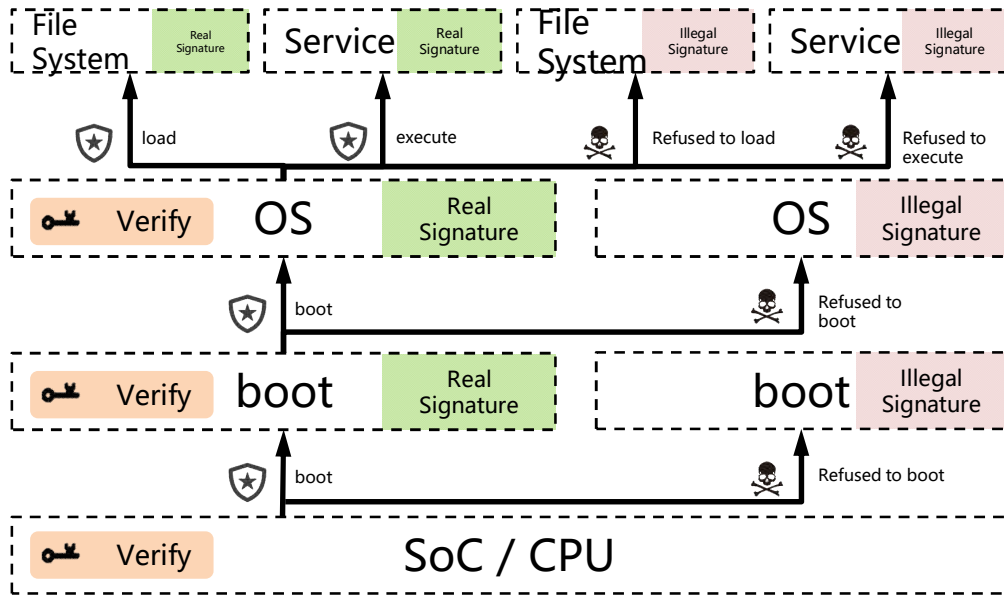 File
System
Real
Signature
Service
Real
Signature
File
System
Illegal
Signature
Service
Illegal
Signature
load
execute
Refused to load
Refused to
execute
Verify
OS
Real
Signature
OS
Illegal
Signature
boot
Refused to
boot
Verify
boot
Real
Signature
boot
Illegal
Signature
boot
Refused to boot
Verify
SoC / CPU